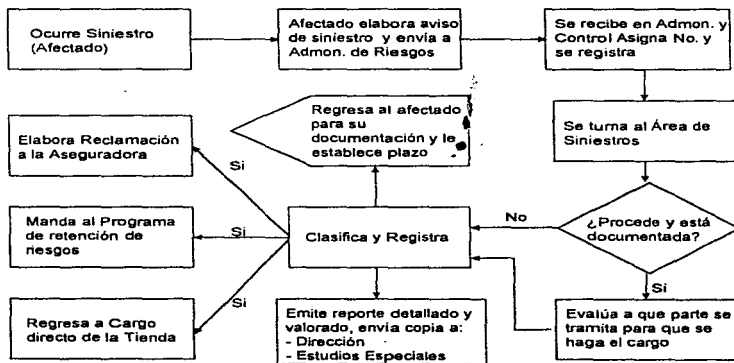 Ocurre Siniestro
(Afectado)
Afectado elabora aviso
de siniestro y envía a
Admon. de Riesgos
Se recibe en Admon. y
Control Asigna No. y
se registra
Regresa al afectado
para su
documentación y le
establece plazo
Se turna al Área de
Siniestros
Elabora Reclamación
a la Aseguradora
Si
Manda al Programa
de retención de
riesgos
Si
Clasifica y Registra
No
¿Procede y está
documentada?
Si
Regresa a Cargo
directo de la Tienda
Si
Emite reporte detallado y
valorado, envía copia a:
- Dirección
- Estudios Especiales
Evalúa a que parte se
tramita para que se
haga el cargo